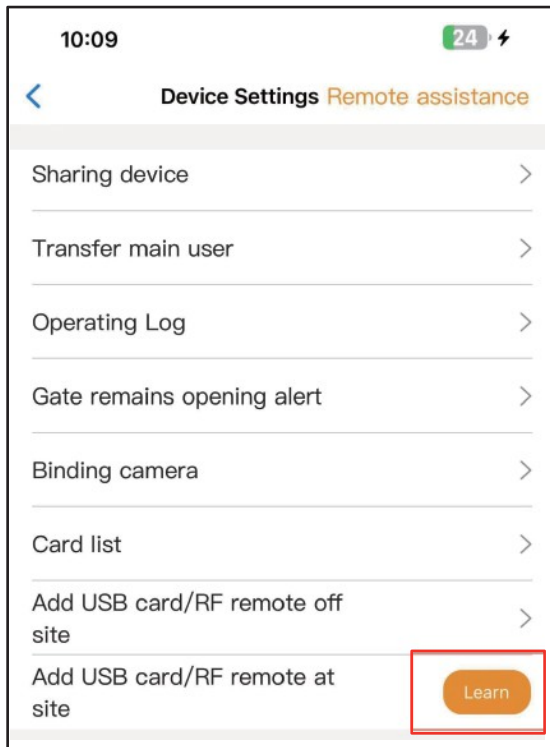 10:09 24
Device Settings Remote assistance
Sharing device
Transfer main user
Operating Log
Gate remains opening alert
Binding camera
Card list
Add USB card/RF remote off
site
Add USB card/RF remote at
site
Learn